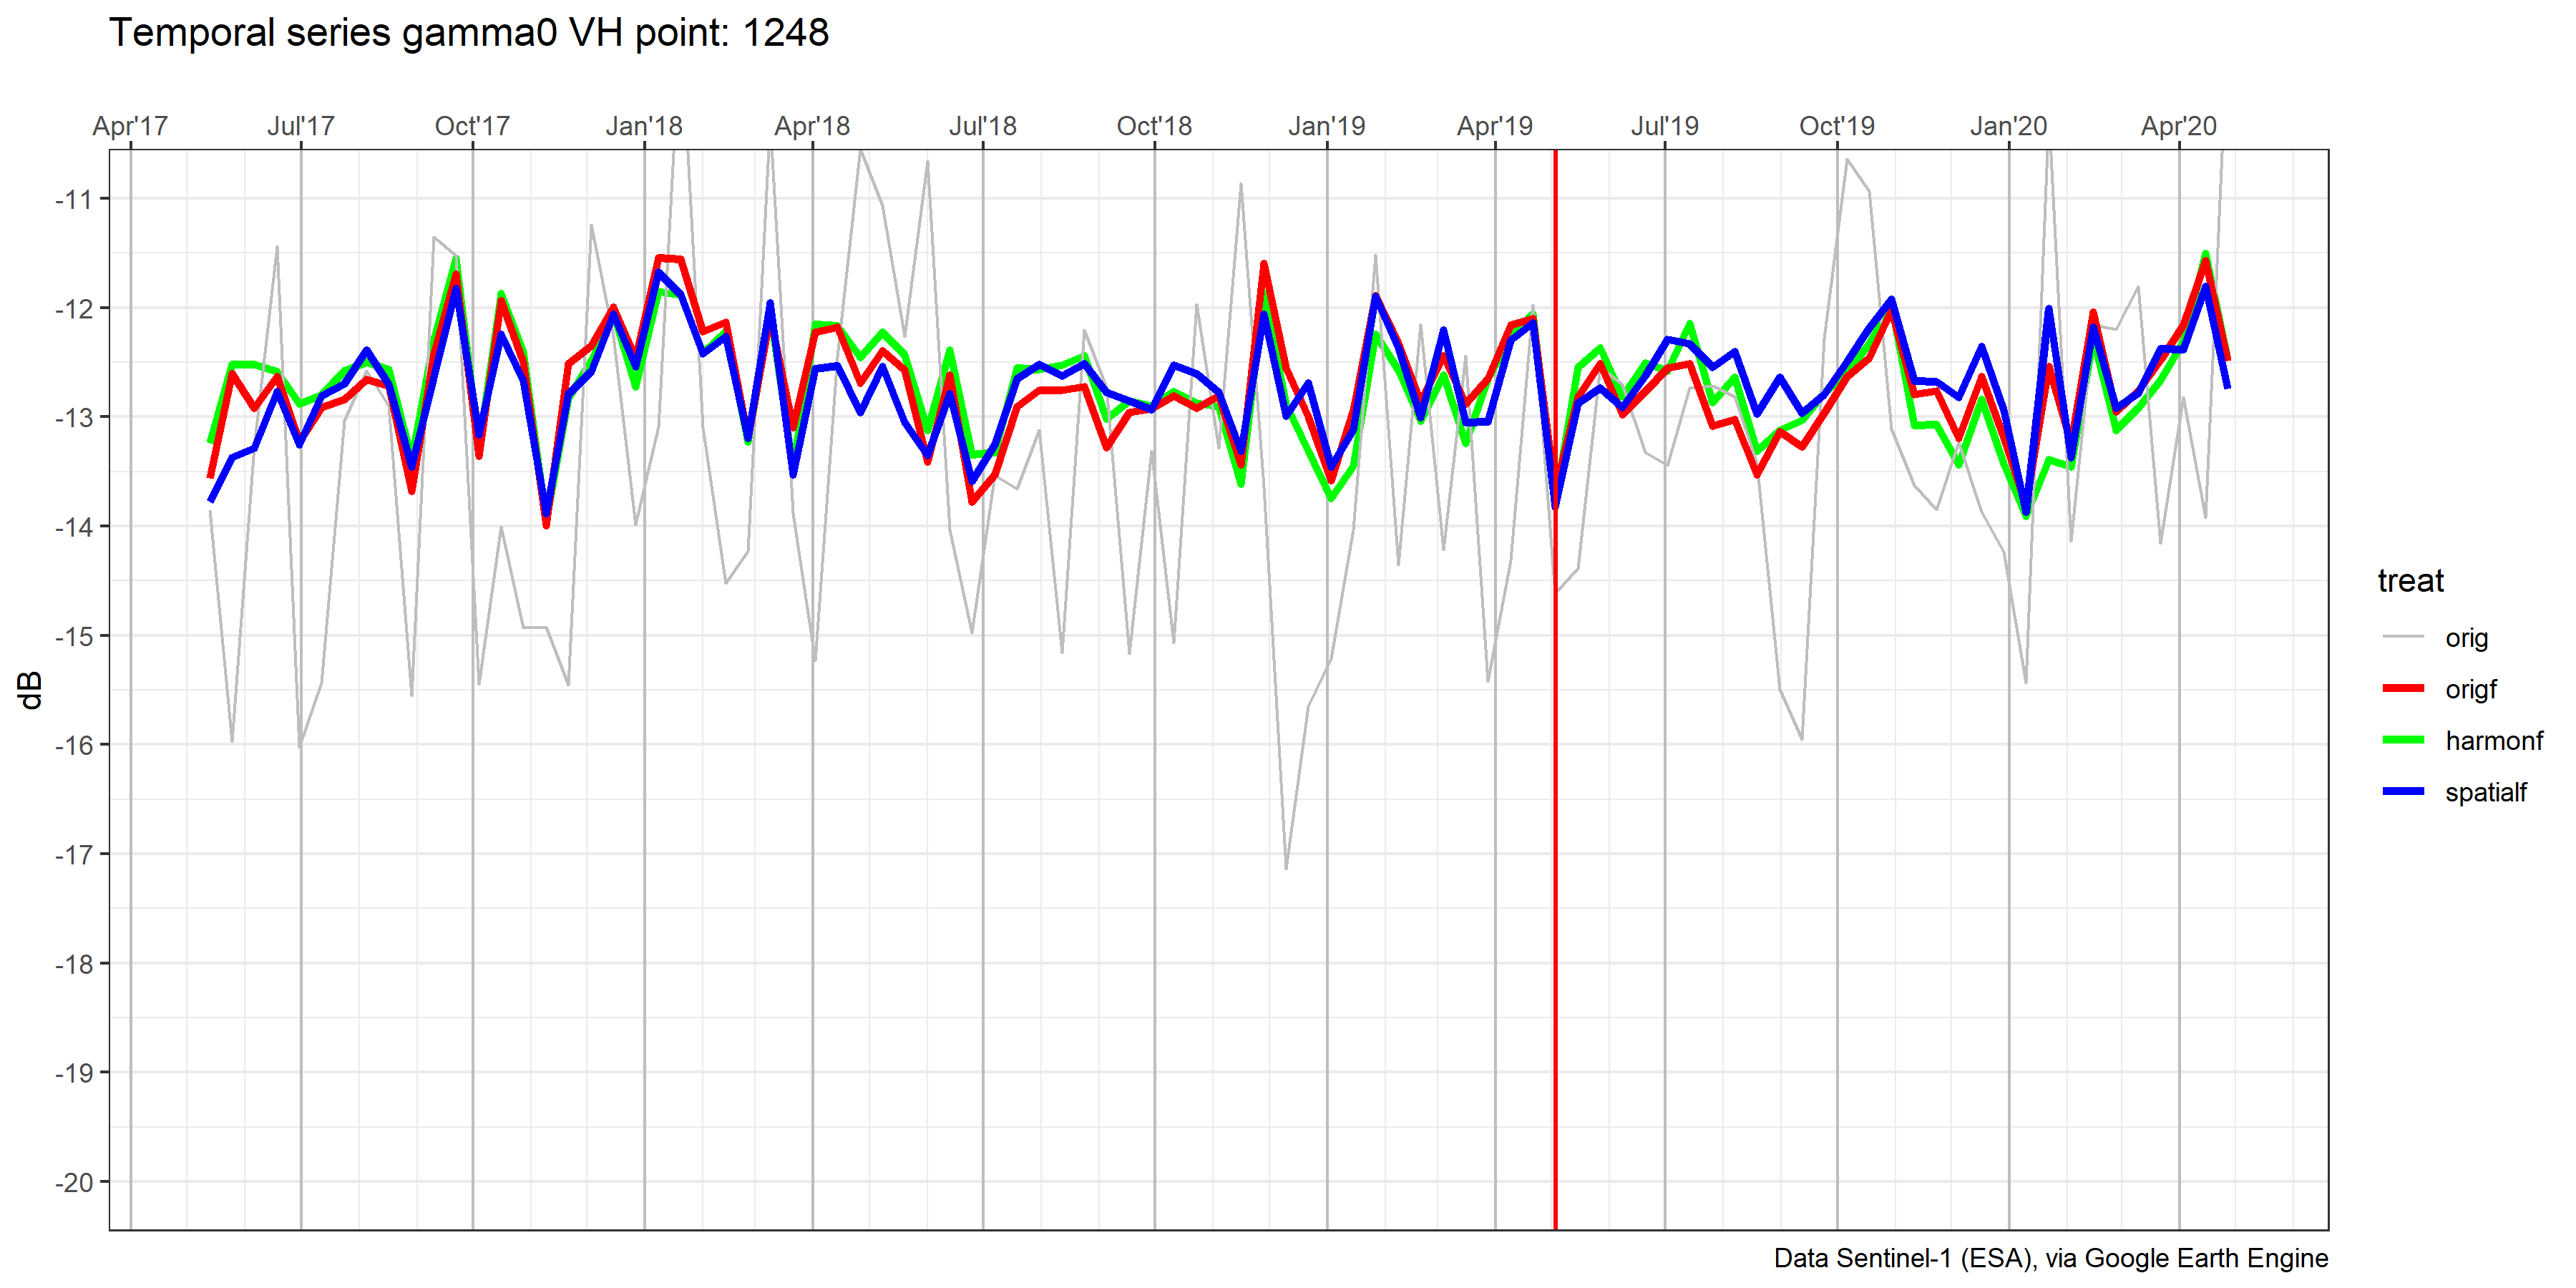 Temporal series gamma0 VH point: 1248
Apr'17 Jul'17 Oct'17 Jan'18 Apr'18 Jul'18 Oct'18 Jan'19 Apr'19 Jul'19 Oct'19 Jan'20 Apr'20
-11
-12
-13
-14
-15
-16
-17
-18
-19
-20
dB
treat
orig
origf
harmonf
spatialf
Data Sentinel-1 (ESA), via Google Earth Engine